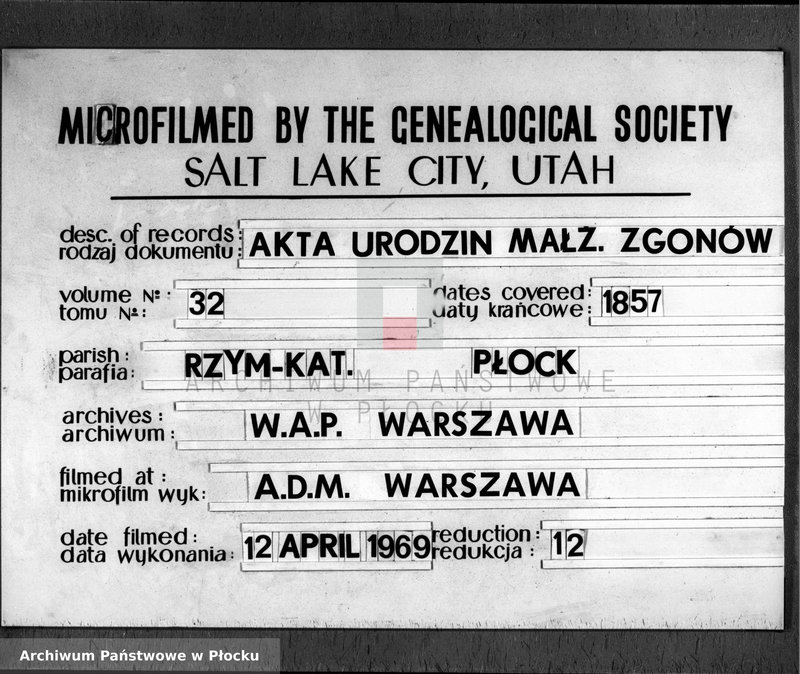 MICROFILMED BY THE GENEALOGICAL SOCIETY
SALT LAKE CITY, UTAH
desc. of records:
rodzaj dokumentu: AKTA URODZIN MAŁŻ. ZGONÓW
volume №: dates covered:
tomu №: 32 daty krańcowe: 1857
parish:
parafia: RZYM-KAT. PŁOCK
ARCHIWUM PAŃSTWOWE
W PŁOCKU
archives:
archiwum: W.A.P. WARSZAWA
filmed at:
mikrofilm wyk: A.D.M. WARSZAWA
date filmed: reduction:
data wykonania: 12 APRIL 1969 redukcja: 12
Archiwum Państwowe w Płocku